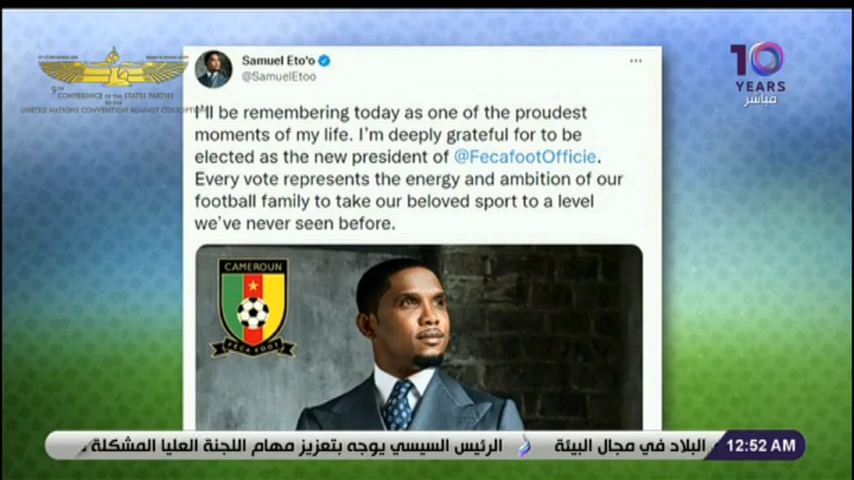 9TH
CONFERENCE OF THE STATES PARTIES
TO THE
UNITED NATIONS CONVENTION AGAINST CORRUPTION
Samuel Eto'o
@SamuelEtoo
10
YEARS
مباشر
I'll be remembering today as one of the proudest
moments of my life. I'm deeply grateful for to be
elected as the new president of @FecafootOfficie.
Every vote represents the energy and ambition of our
football family to take our beloved sport to a level
we've never seen before.
CAMEROUN
FECAFOOT
البلاد في مجال البيئة
الرئيس السيسي يوجه بتعزيز مهام اللجنة العليا المشكلة
12:52 AM